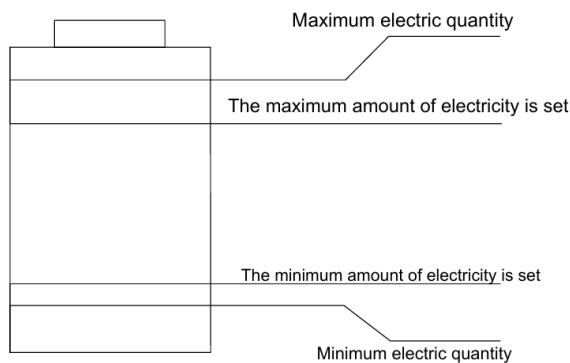 Maximum electric quantity
The maximum amount of electricity is set
The minimum amount of electricity is set
Minimum electric quantity